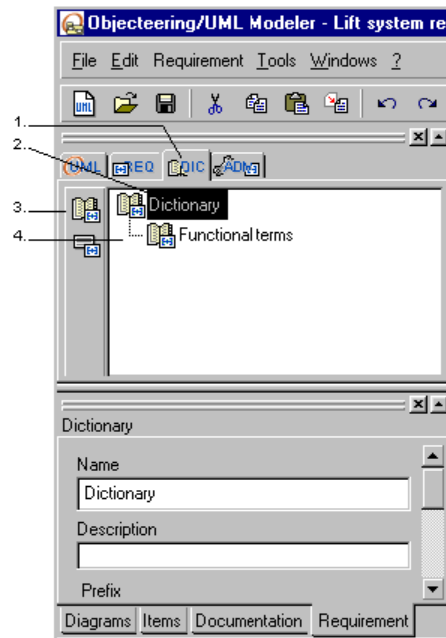 Objecteering/UML Modeler - Lift system re
File Edit Requirement Tools Windows ?
UML
1.
2.
UML REQ DIC ADM
3.
Dictionary
4.
Functional terms
Dictionary
Name
Dictionary
Description
Prefix
Diagrams Items Documentation Requirement